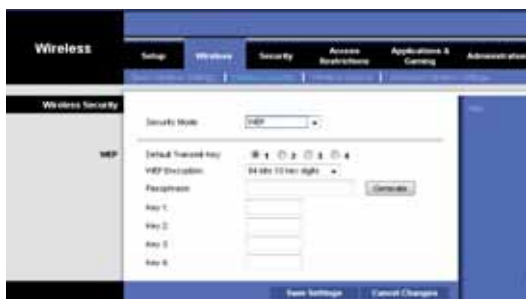 Wireless
Setup Wireless Security Access Restrictions Applications & Gaming Administration
Wireless Security
Security Mode: WEP
WEP
Default Transmit Key: 1 2 3 4
WEP Encryption: 64 bits 10 hex digits
Passphrase: Generate
Key 1:
Key 2:
Key 3:
Key 4:
Save Settings Cancel Changes